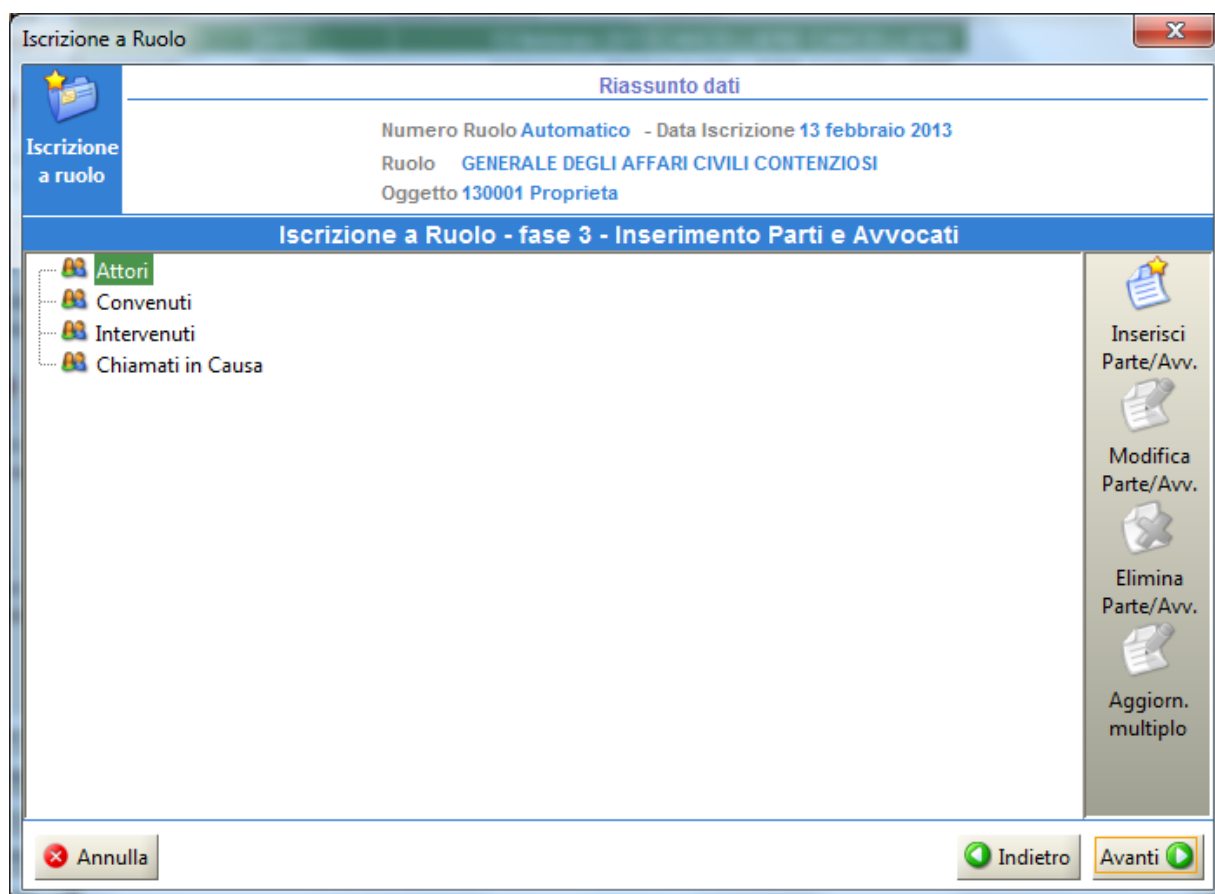 Iscrizione a Ruolo
Riassunto dati
Iscrizione
a ruolo
Numero Ruolo Automatico - Data Iscrizione 13 febbraio 2013
Ruolo GENERALE DEGLI AFFARI CIVILI CONTENZIOSI
Oggetto 130001 Proprieta
Iscrizione a Ruolo - fase 3 - Inserimento Parti e Avvocati
Attori
Convenuti
Intervenuti
Chiamati in Causa
Inserisci
Parte/Avv.
Modifica
Parte/Avv.
Elimina
Parte/Avv.
Aggiorn.
multiplo
Annulla
Indietro
Avanti